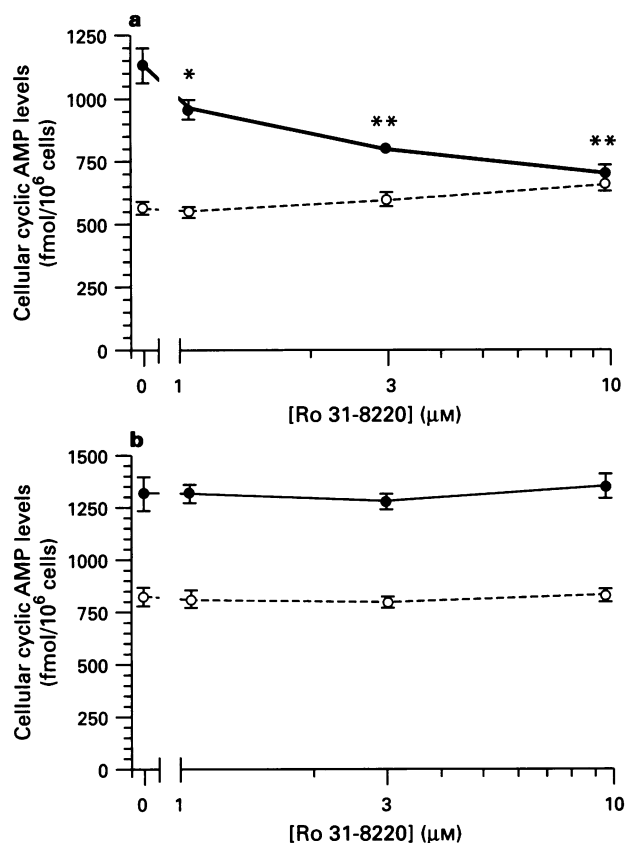 a
Cellular cyclic AMP levels
(fmol/10⁶ cells)
1250
1000
750
500
250
0
*
**
**
0 1 3 10
[Ro 31-8220] (μM)
b
Cellular cyclic AMP levels
(fmol/10⁶ cells)
1500
1250
1000
750
500
250
0
0 1 3 10
[Ro 31-8220] (μM)